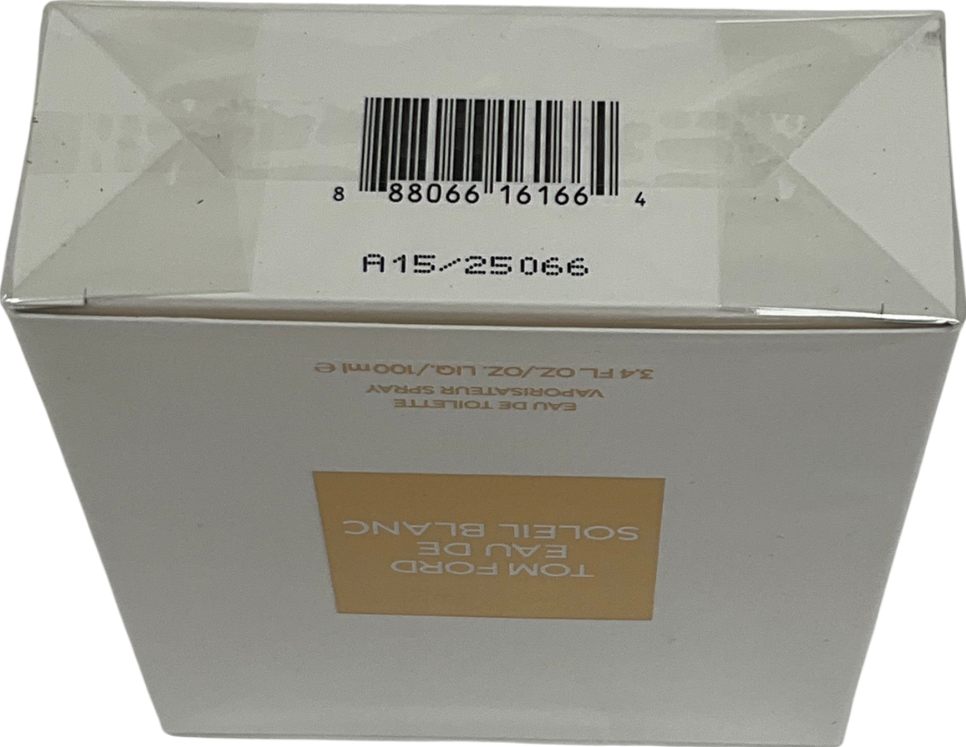 8 88066 16166 4
A15/25066
TOM FORD
EAU DE
SOLEIL BLANC
EAU DE TOILETTE
VAPORISATEUR SPRAY
3.4 FL.OZ./OZ. LIQ./100 ml ℮